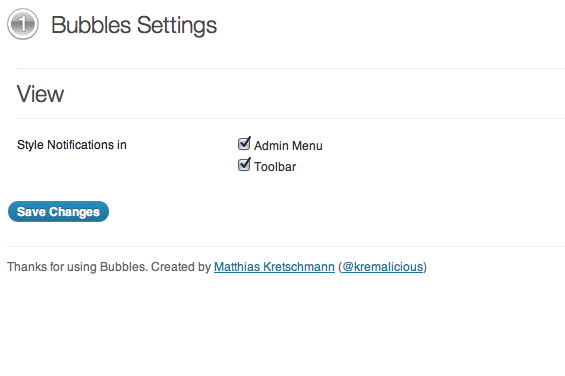 1 Bubbles Settings
View
Style Notifications in Admin Menu
Toolbar
Save Changes
Thanks for using Bubbles. Created by Matthias Kretschmann (@kremalicious)